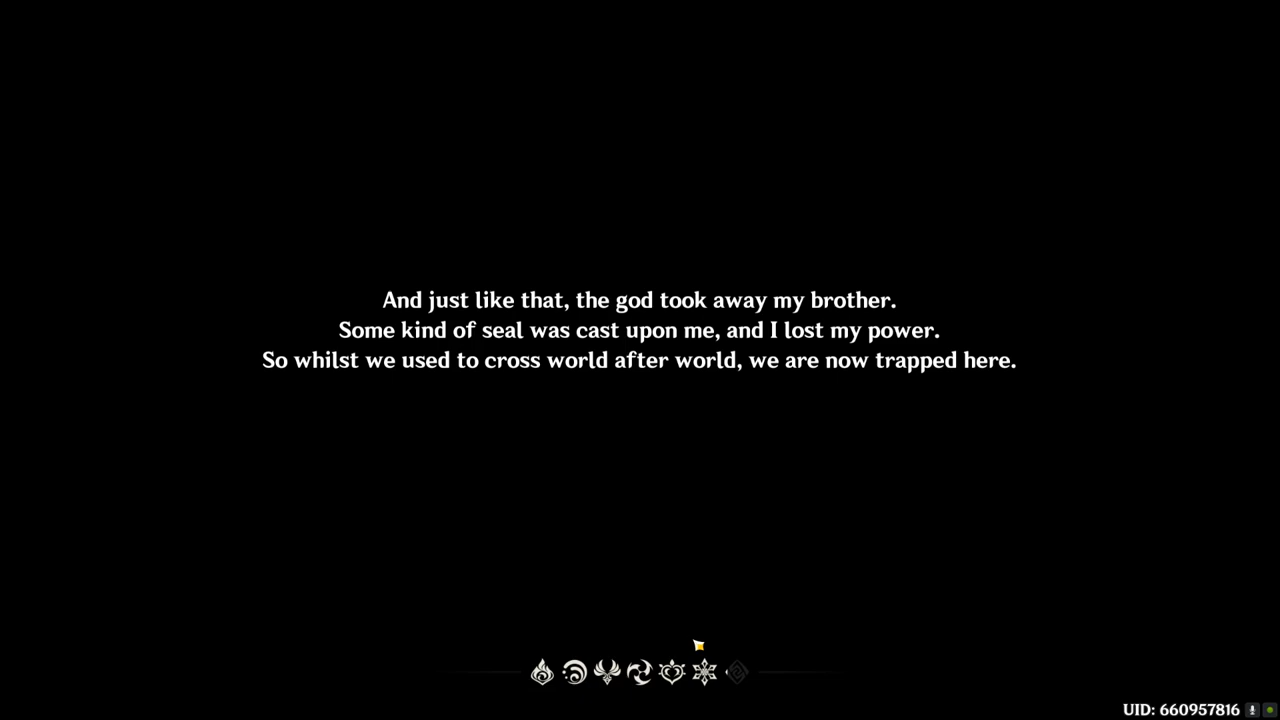 And just like that, the god took away my brother.
Some kind of seal was cast upon me, and I lost my power.
So whilst we used to cross world after world, we are now trapped here.
UID: 660957816